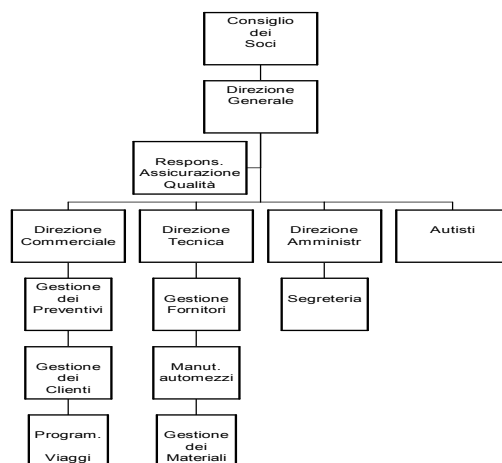 Consiglio
dei
Soci
Direzione
Generale
Respons.
Assicurazione
Qualità
Direzione
Commerciale
Direzione
Tecnica
Direzione
Amministr
Autisti
Gestione
dei
Preventivi
Gestione
Fornitori
Segreteria
Gestione
dei
Clienti
Manut.
automezzi
Program.
Viaggi
Gestione
dei
Materiali